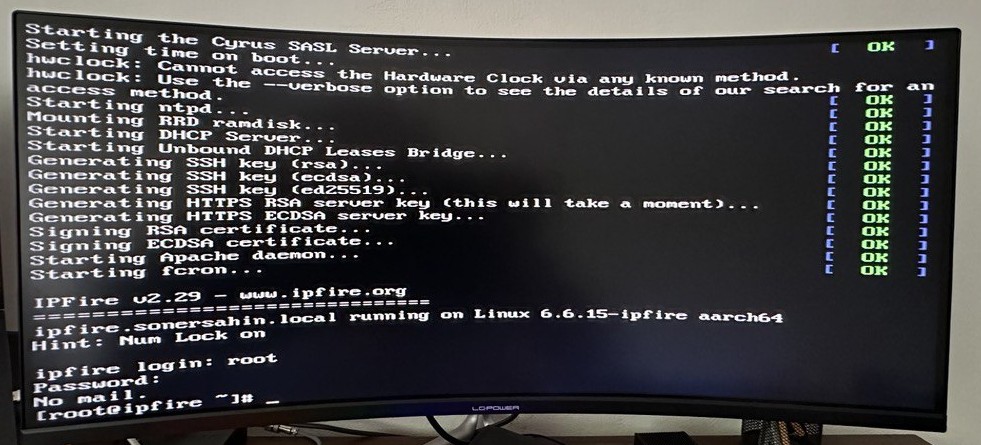 Starting the Cyrus SASL Server... [ OK ]
Setting time on boot...
hwclock: Cannot access the Hardware Clock via any known method.
hwclock: Use the --verbose option to see the details of our search for an
access method. [ OK ]
Starting ntpd... [ OK ]
Mounting RRD ramdisk... [ OK ]
Starting DHCP Server... [ OK ]
Starting Unbound DHCP Leases Bridge... [ OK ]
Generating SSH key (rsa)... [ OK ]
Generating SSH key (ecdsa)... [ OK ]
Generating SSH key (ed25519)... [ OK ]
Generating HTTPS RSA server key (this will take a moment)... [ OK ]
Generating HTTPS ECDSA server key... [ OK ]
Signing RSA certificate... [ OK ]
Signing ECDSA certificate... [ OK ]
Starting Apache daemon... [ OK ]
Starting fcron... [ OK ]
IPFire v2.29 - www.ipfire.org
===============================
ipfire.sonersahin.local running on Linux 6.6.15-ipfire aarch64
Hint: Num Lock on
ipfire login: root
Password:
No mail.
[root@ipfire ~]# _
LC-POWER